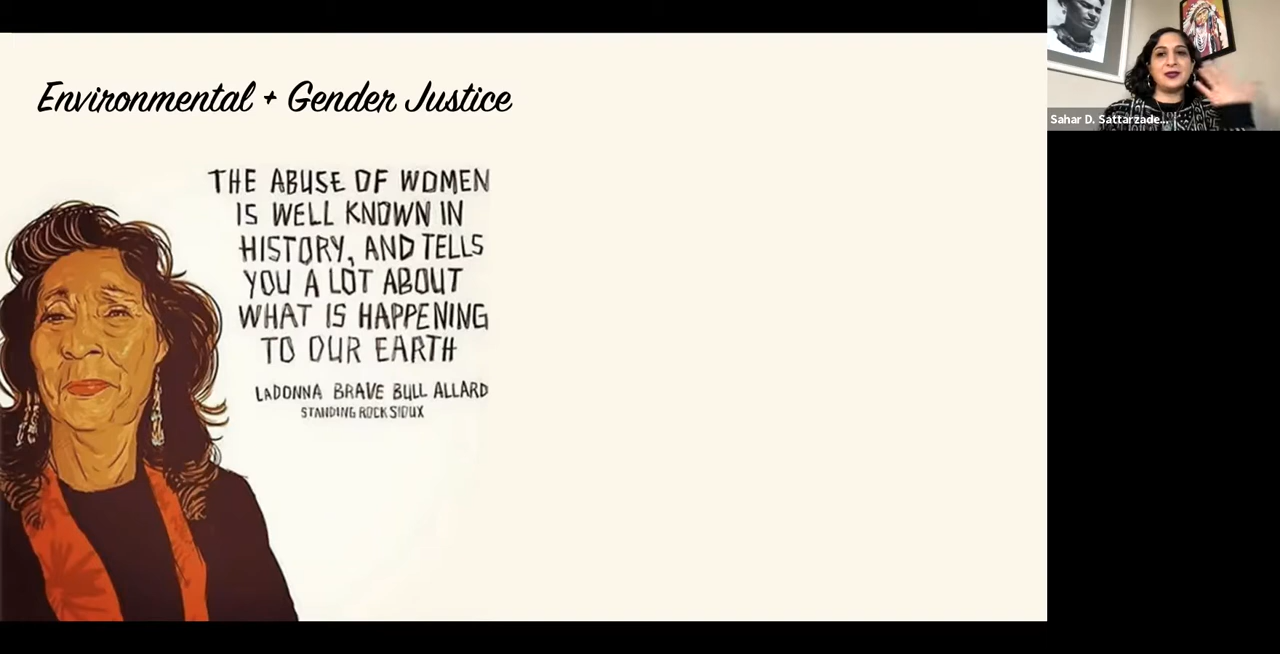 Environmental + Gender Justice
THE ABUSE OF WOMEN
IS WELL KNOWN IN
HISTORY, AND TELLS
YOU A LOT ABOUT
WHAT IS HAPPENING
TO OUR EARTH
LADONNA BRAVE BULL ALLARD
STANDING ROCK SIOUX
Sahar D. Sattarzade...